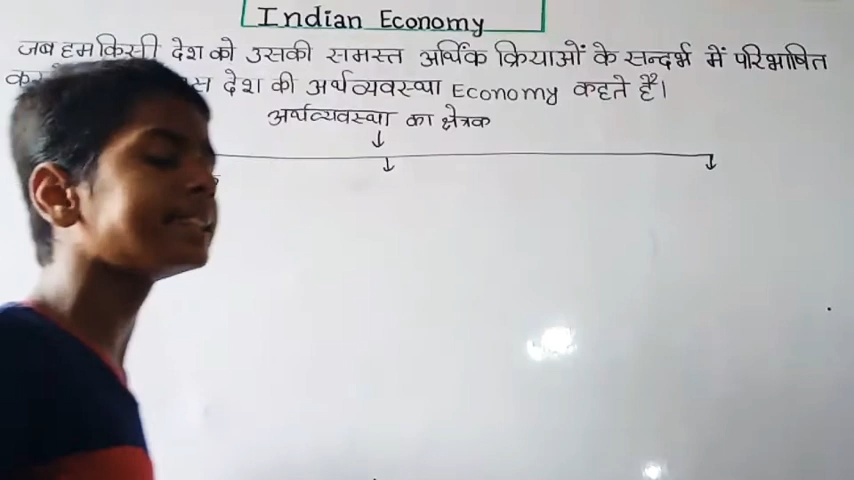 Indian Economy
जब हम किसी देश को उसकी समस्त आर्थिक क्रियाओं के सन्दर्भ में परिभाषित
देश की अर्थव्यवस्था Economy कहते हैं।
अर्थव्यवस्था का क्षेत्रक